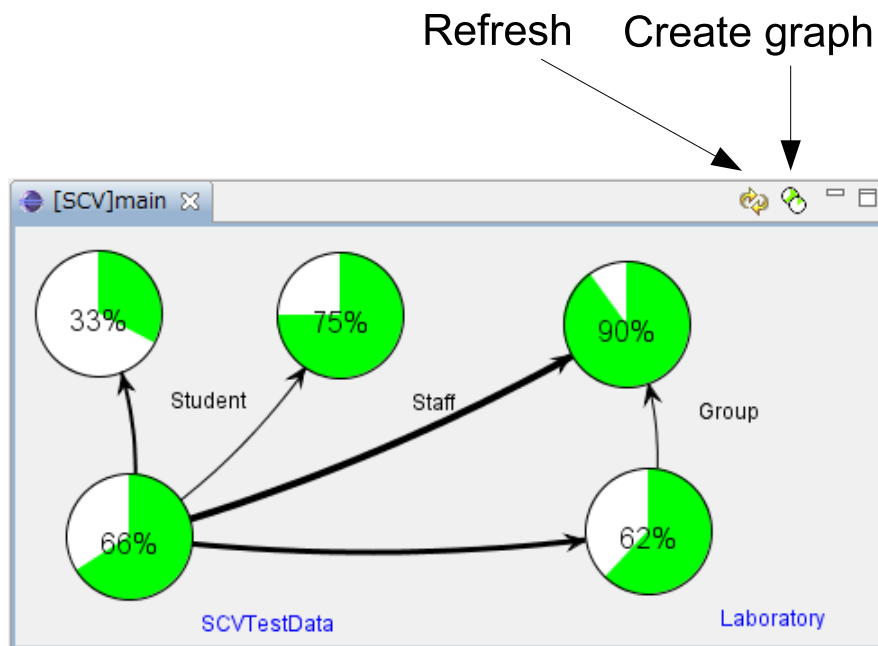 Refresh Create graph
[SCV]main
33%
75%
90%
Student
Staff
Group
66%
62%
SCVTestData
Laboratory